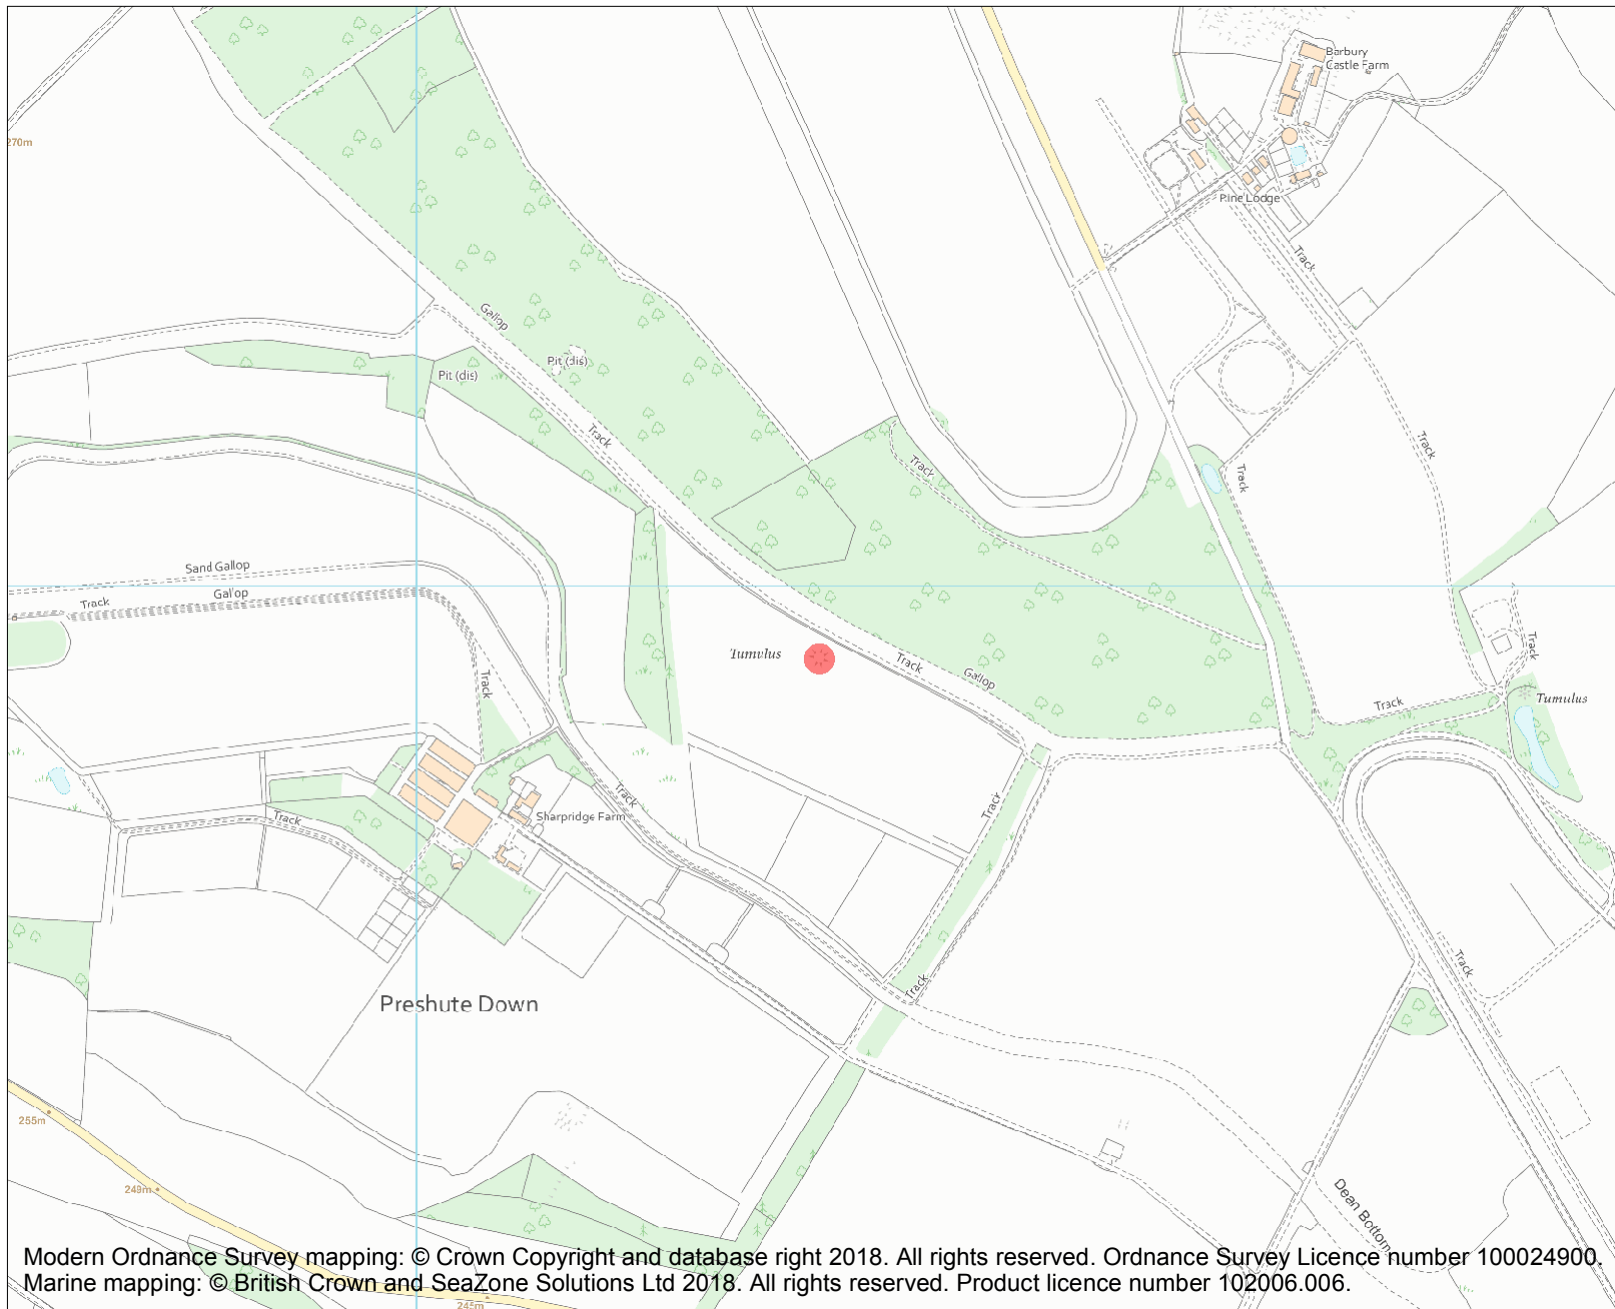 Barbury
Castle Farm
270m
Pine Lodge
Track
Gallop
Pit (dis)
Pit (dis)
Track
Track
Track
Track
Sand Gallop
Gallop
Track
Tumulus
Track
Gallop
Track
Track
Tumulus
Track
Track
Track
Track
Sharpridge Farm
Track
Track
Track
Preshute Down
255m
249m
Dean Bottom
Modern Ordnance Survey mapping: © Crown Copyright and database right 2018. All rights reserved. Ordnance Survey Licence number 100024900.
Marine mapping: © British Crown and SeaZone Solutions Ltd 2018. All rights reserved. Product licence number 102006.006.
245m